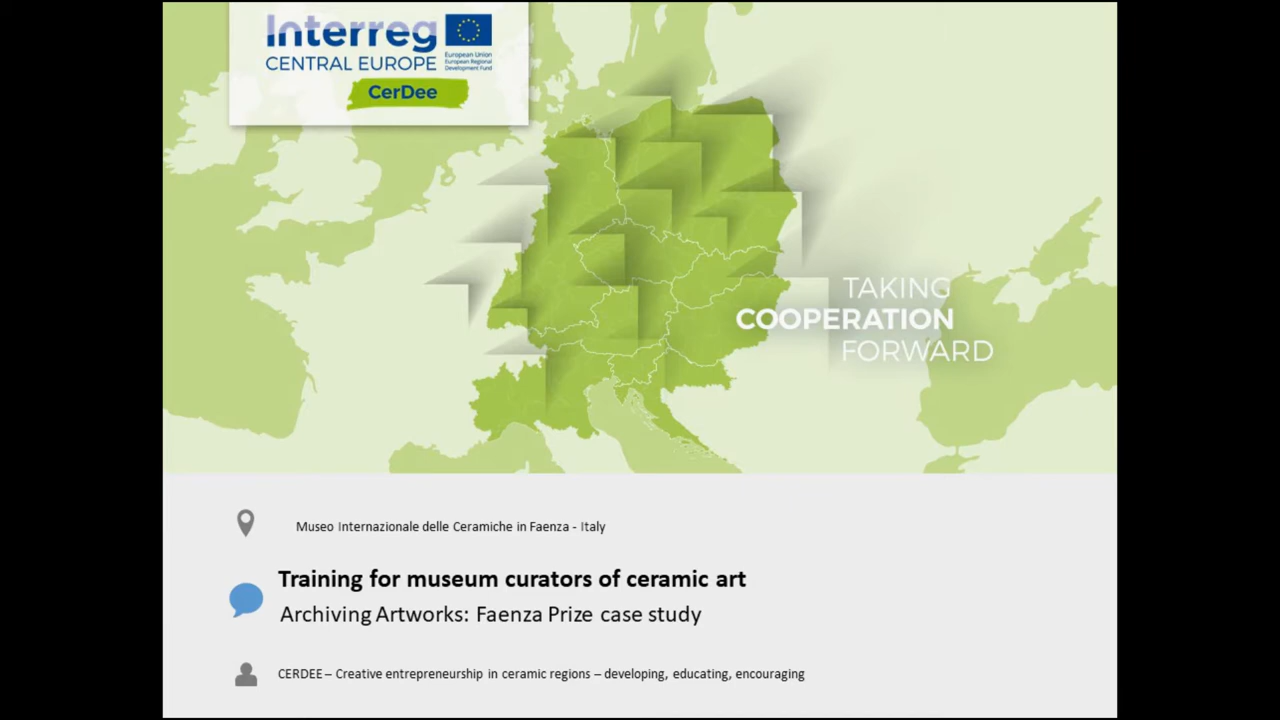 Interreg
CENTRAL EUROPE
European Union
European Regional
Development Fund
CerDee
TAKING
COOPERATION
FORWARD
Museo Internazionale delle Ceramiche in Faenza - Italy
Training for museum curators of ceramic art
Archiving Artworks: Faenza Prize case study
CERDEE – Creative entrepreneurship in ceramic regions – developing, educating, encouraging